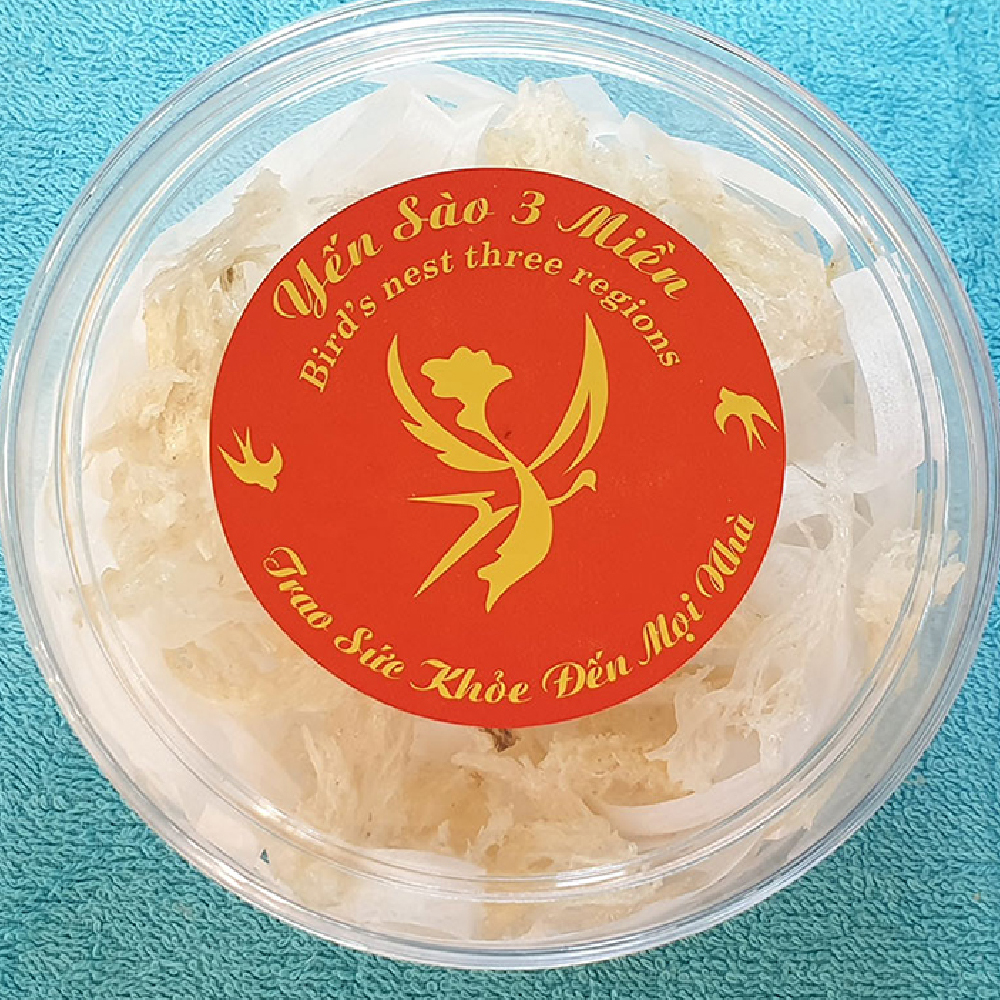 Yến Sào 3 Miền
Bird's nest three regions
Trao Sức Khỏe Đến Mọi Nhà